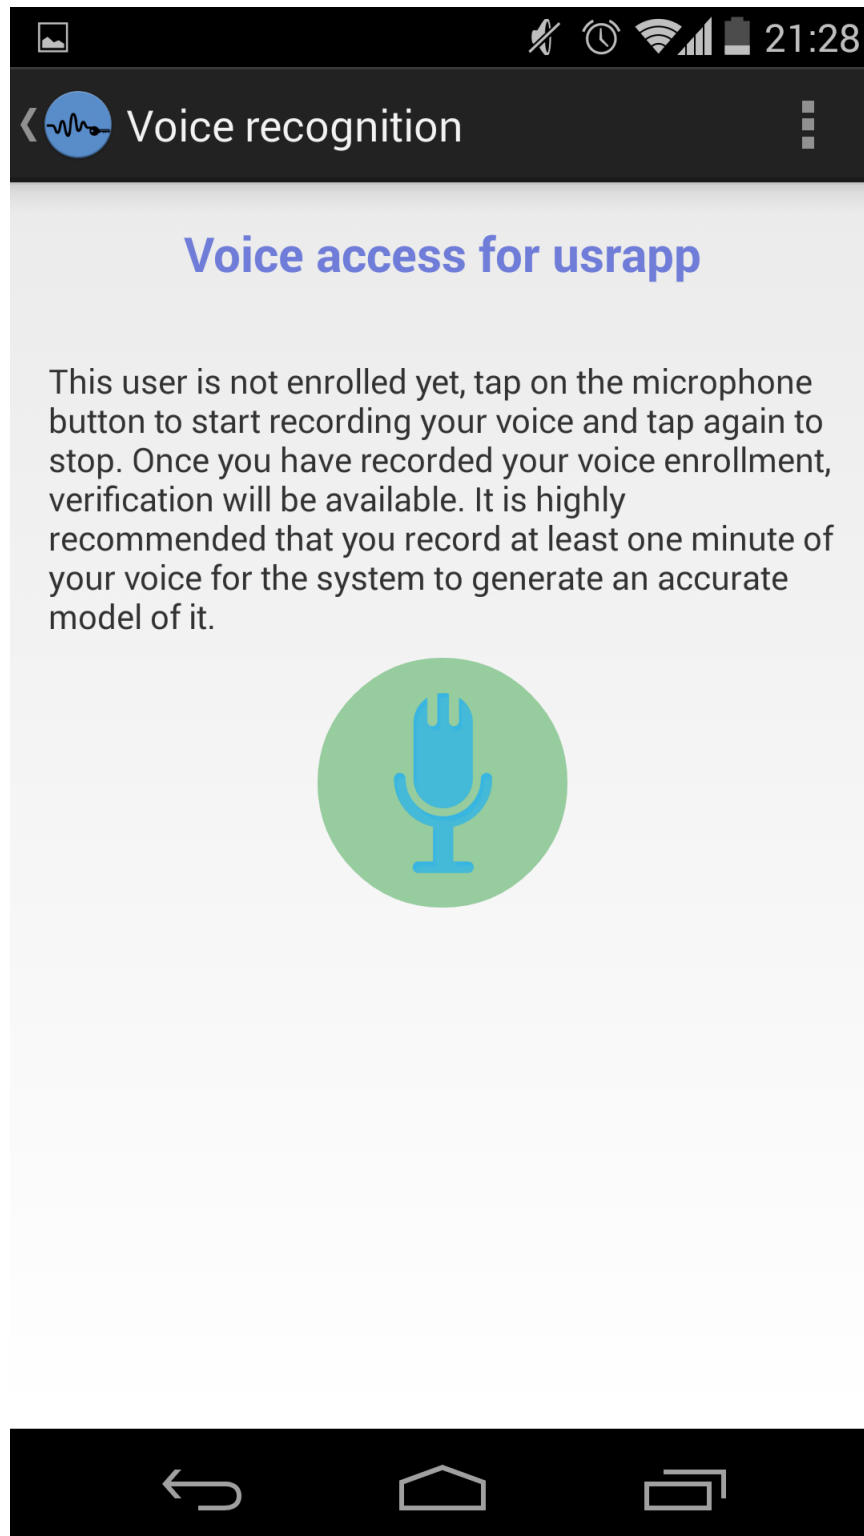 21:28
Voice recognition
Voice access for usrapp
This user is not enrolled yet, tap on the microphone
button to start recording your voice and tap again to
stop. Once you have recorded your voice enrollment,
verification will be available. It is highly
recommended that you record at least one minute of
your voice for the system to generate an accurate
model of it.